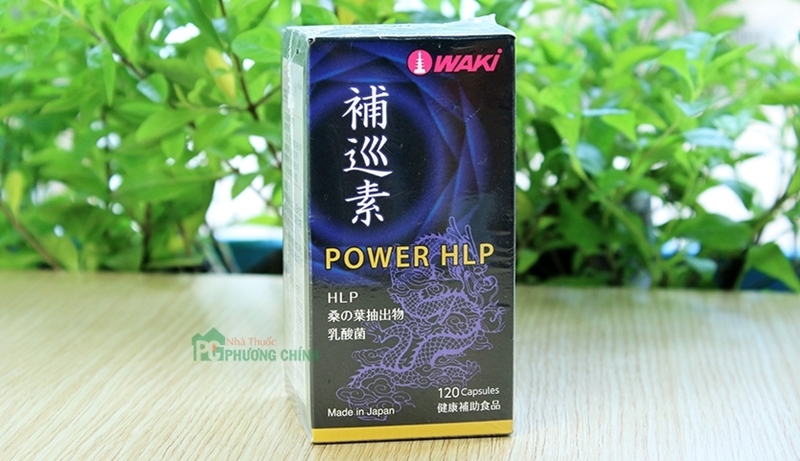 WAKi
補巡素
POWER HLP
HLP
桑の葉抽出物
乳酸菌
Nhà Thuốc
PG PHƯƠNG CHÍNH
120 Capsules
Made in Japan
健康補助食品